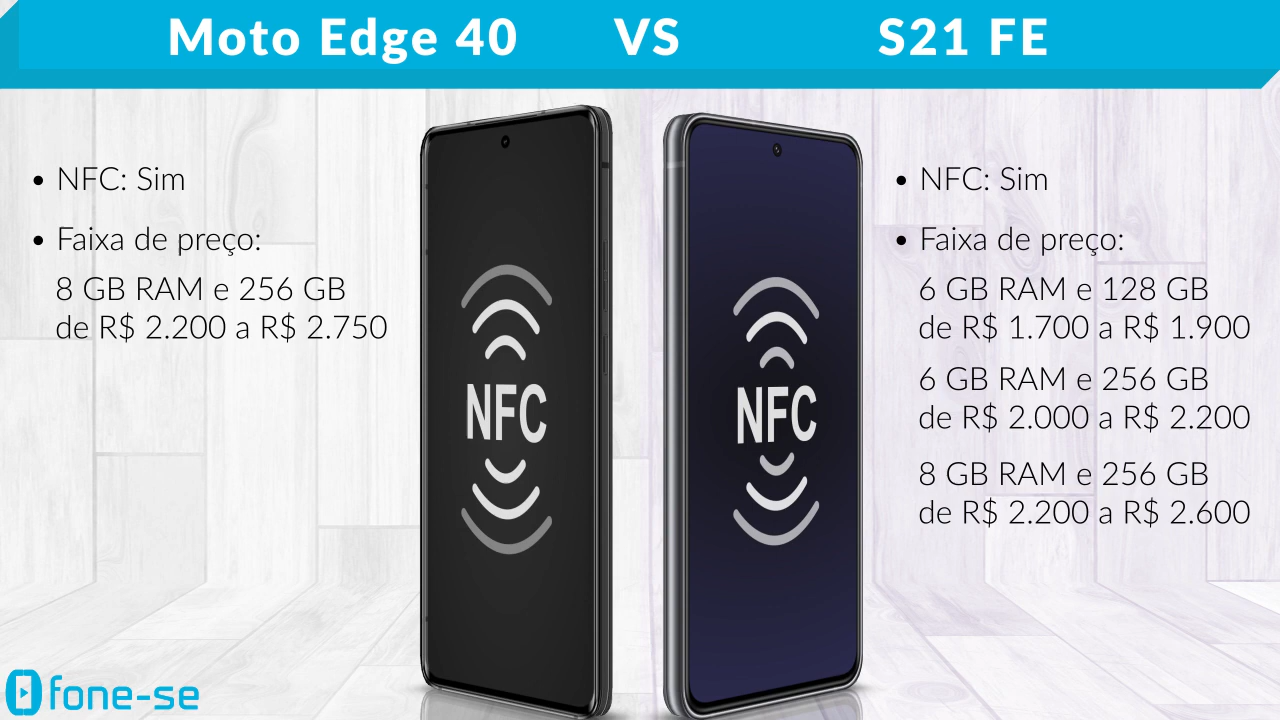 Moto Edge 40 VS S21 FE
• NFC: Sim
• Faixa de preço:
8 GB RAM e 256 GB
de R$ 2.200 a R$ 2.750
NFC
NFC
• NFC: Sim
• Faixa de preço:
6 GB RAM e 128 GB
de R$ 1.700 a R$ 1.900
6 GB RAM e 256 GB
de R$ 2.000 a R$ 2.200
8 GB RAM e 256 GB
de R$ 2.200 a R$ 2.600
fone-se